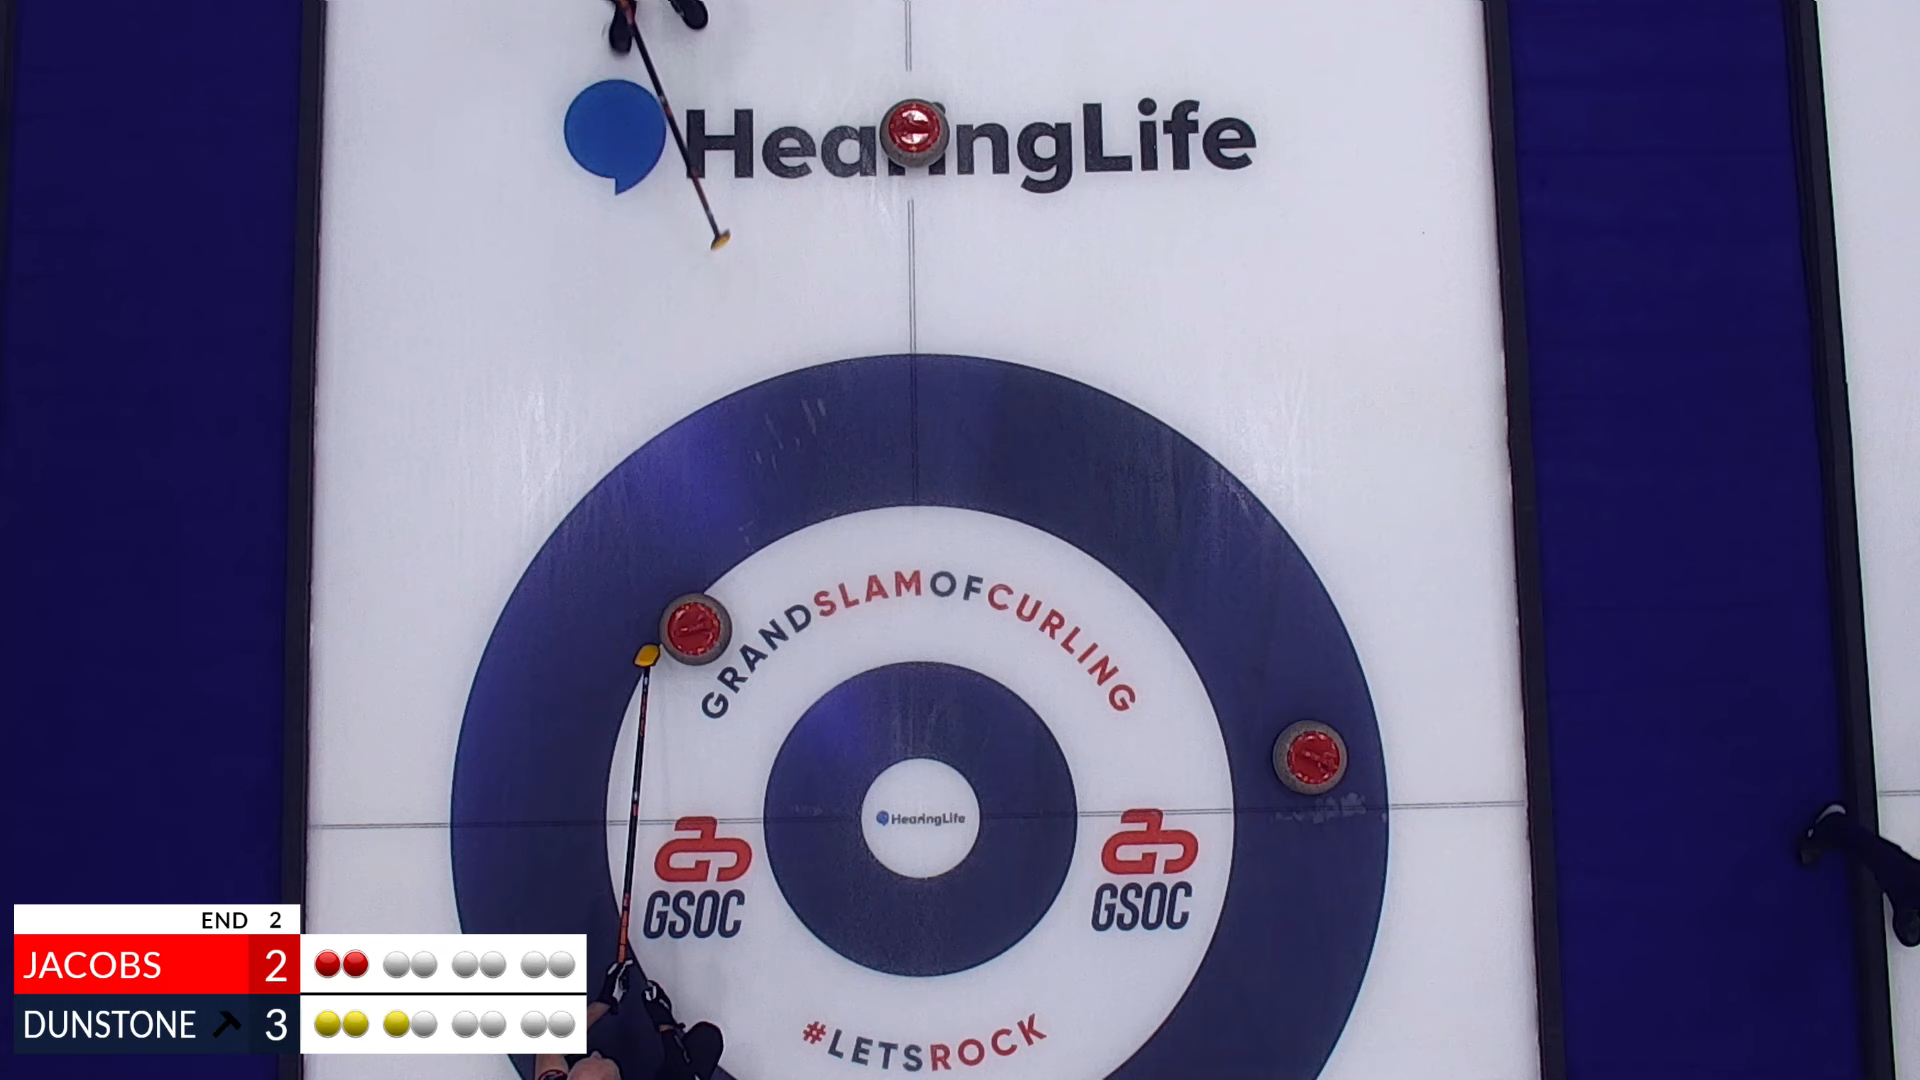 HearingLife
GRANDSLAMOFCURLING
HearingLife
GSOC
GSOC
#LETSROCK
END 2
JACOBS 2
DUNSTONE 3